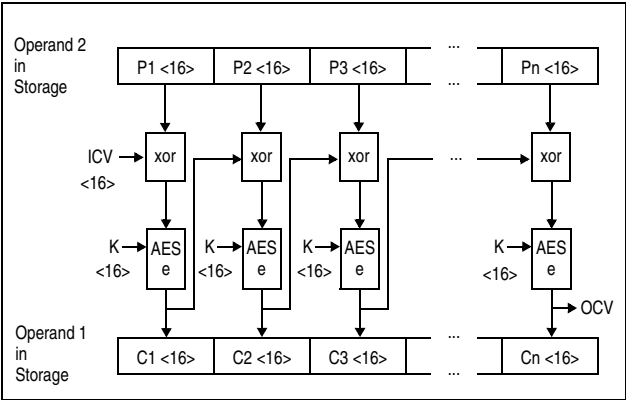 Operand 2
in
Storage
P1 <16> P2 <16> P3 <16> ... Pn <16>
...
ICV
<16>
xor xor xor ... xor
K
<16>
AES
e
K
<16>
AES
e
K
<16>
AES
e
K
<16>
AES
e
OCV
Operand 1
in
Storage
C1 <16> C2 <16> C3 <16> ... Cn <16>
...